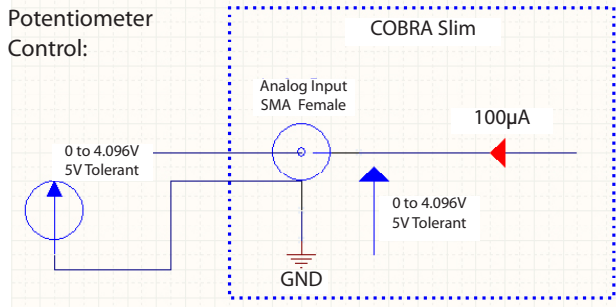 Potentiometer
Control:
COBRA Slim
Analog Input
SMA Female
100µA
0 to 4.096V
5V Tolerant
0 to 4.096V
5V Tolerant
GND